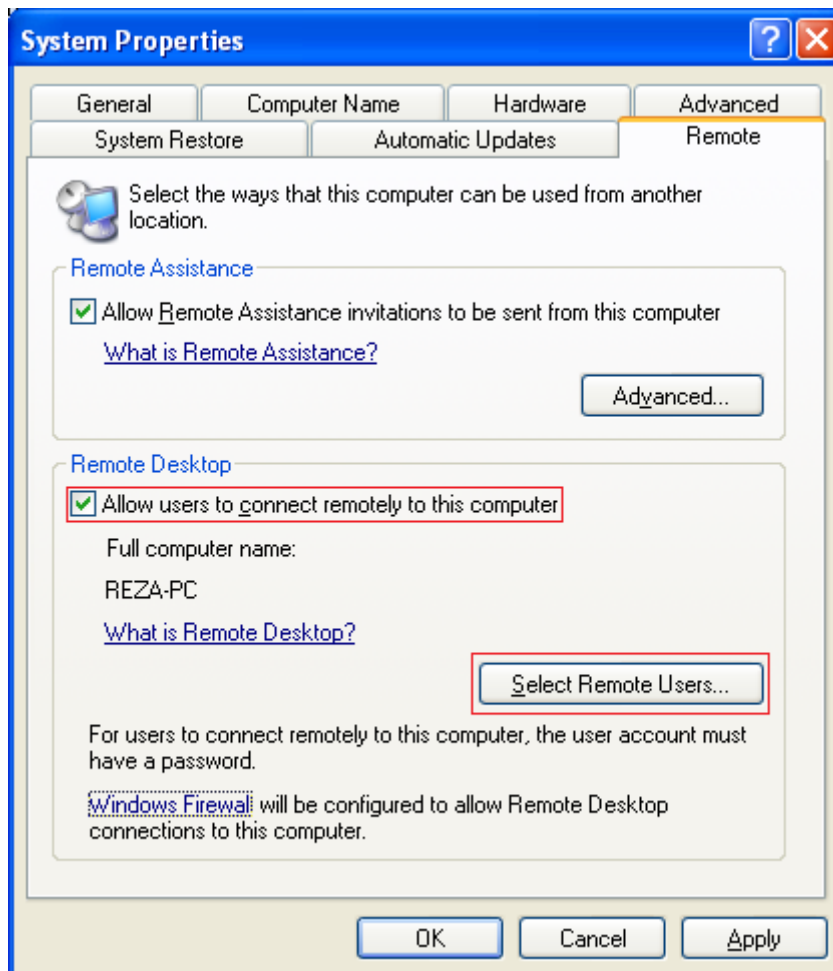 System Properties
General Computer Name Hardware Advanced
System Restore Automatic Updates Remote
Select the ways that this computer can be used from another
location.
Remote Assistance
Allow Remote Assistance invitations to be sent from this computer
What is Remote Assistance?
Advanced...
Remote Desktop
Allow users to connect remotely to this computer
Full computer name:
REZA-PC
What is Remote Desktop?
Select Remote Users...
For users to connect remotely to this computer, the user account must
have a password.
Windows Firewall will be configured to allow Remote Desktop
connections to this computer.
OK Cancel Apply